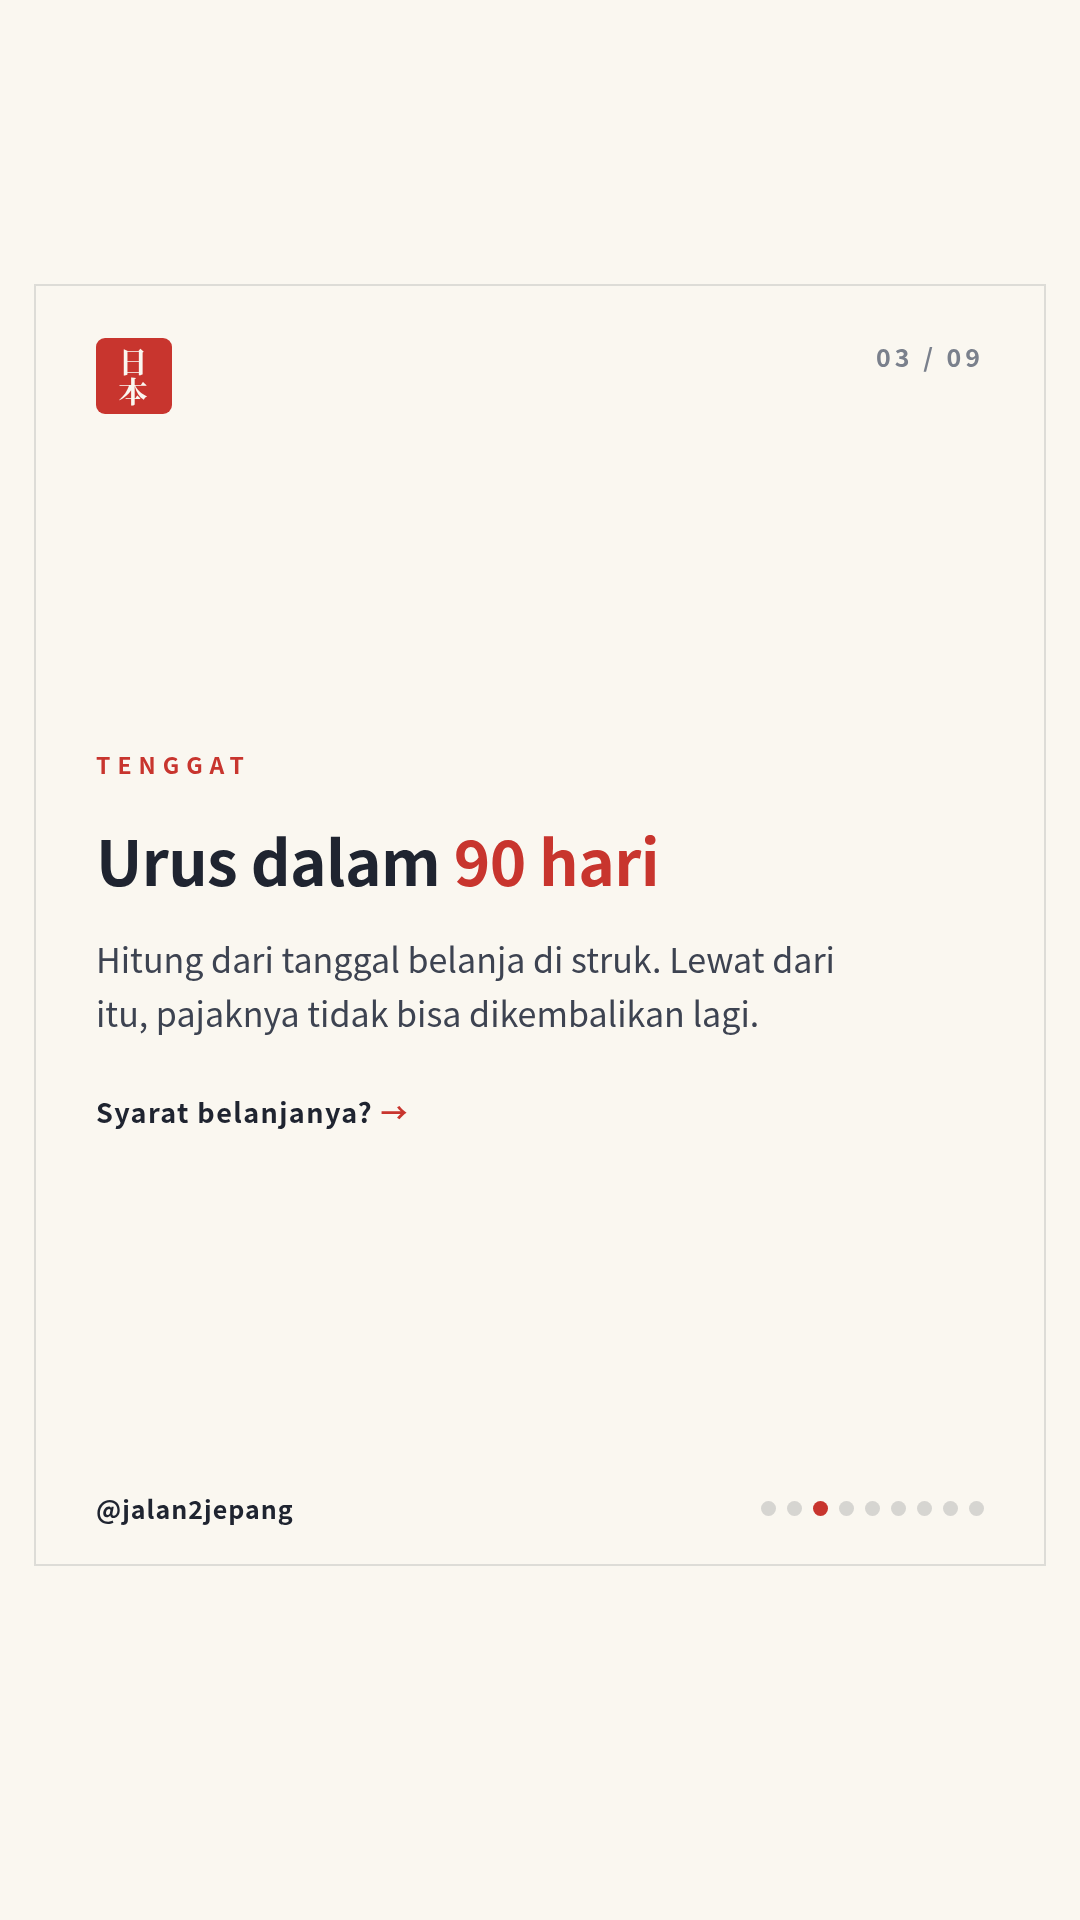 日本
03 / 09
TENGGAT
Urus dalam 90 hari
Hitung dari tanggal belanja di struk. Lewat dari
itu, pajaknya tidak bisa dikembalikan lagi.
Syarat belanjanya? →
@jalan2jepang